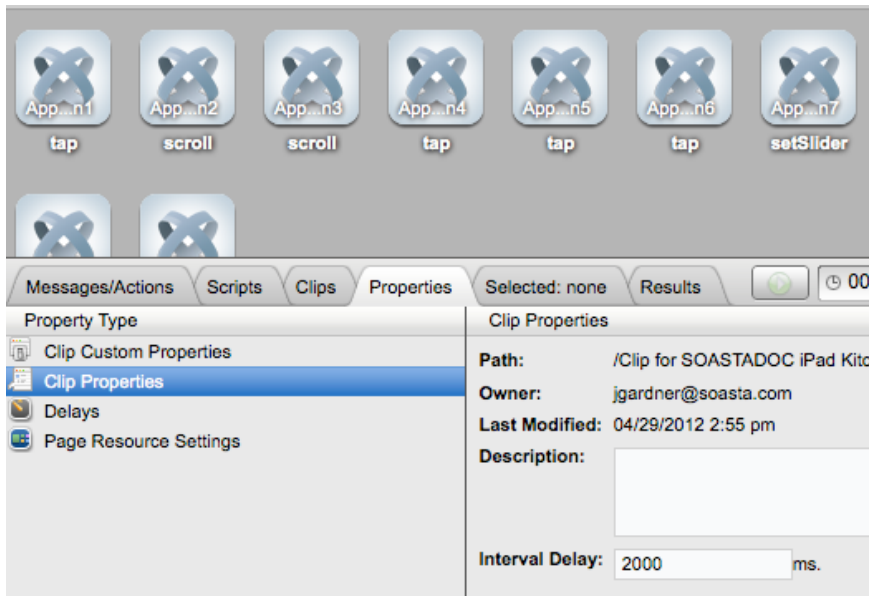 App...n1 App...n2 App...n3 App...n4 App...n5 App...n6 App...n7
tap scroll scroll tap tap tap setSlider
Messages/Actions Scripts Clips Properties Selected: none Results 00
Property Type Clip Properties
Clip Custom Properties
Clip Properties
Delays
Page Resource Settings
Path: /Clip for SOASTADOC iPad Kitc
Owner: jgardner@soasta.com
Last Modified: 04/29/2012 2:55 pm
Description:
Interval Delay: 2000 ms.